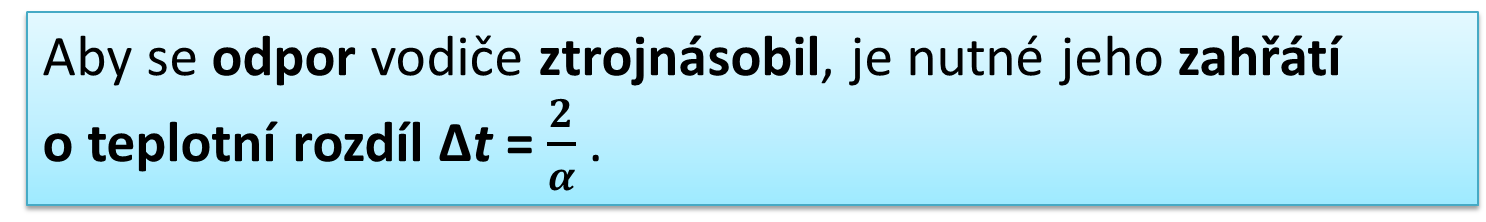 Aby se odpor vodiče ztrojnásobil, je nutné jeho zahřátí
o teplotní rozdíl Δt = 2/α .